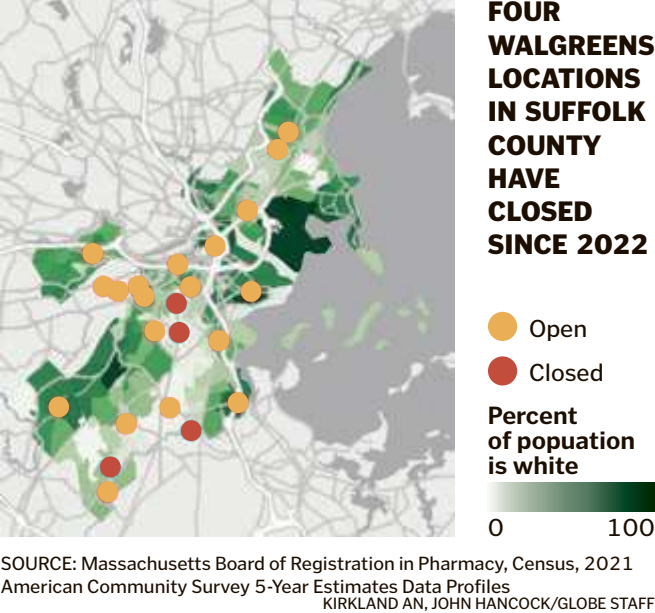 FOUR
WALGREENS
LOCATIONS
IN SUFFOLK
COUNTY
HAVE
CLOSED
SINCE 2022
Open
Closed
Percent
of popuation
is white
0 100
SOURCE: Massachusetts Board of Registration in Pharmacy, Census, 2021
American Community Survey 5-Year Estimates Data Profiles
KIRKLAND AN, JOHN HANCOCK/GLOBE STAFF